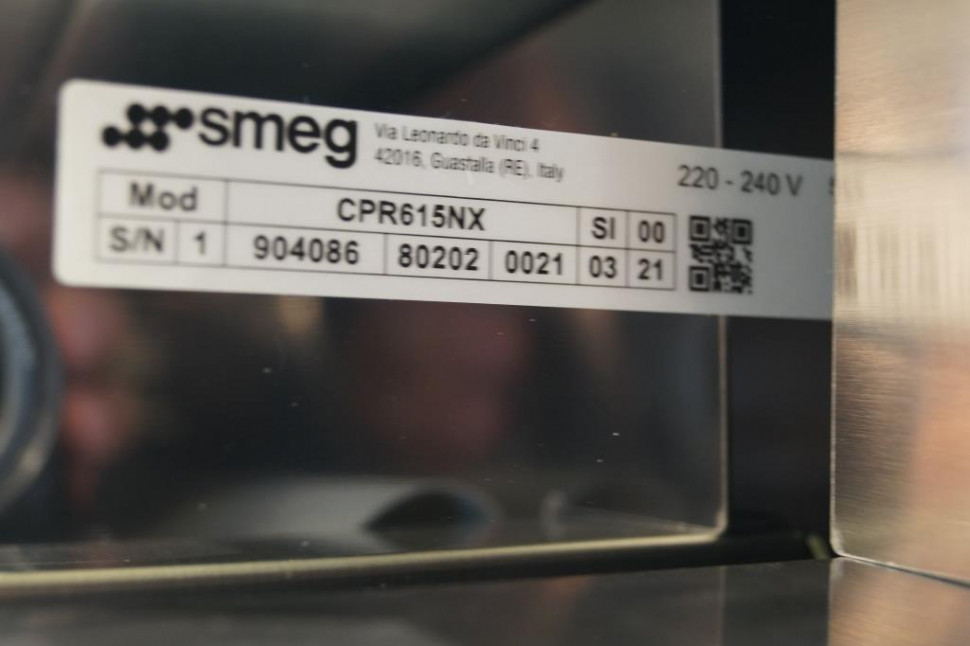 smeg
Via Leonardo da Vinci 4
42016, Guastalla (RE), Italy
220 - 240 V
Mod CPR615NX SI 00
S/N 1 904086 80202 0021 03 21